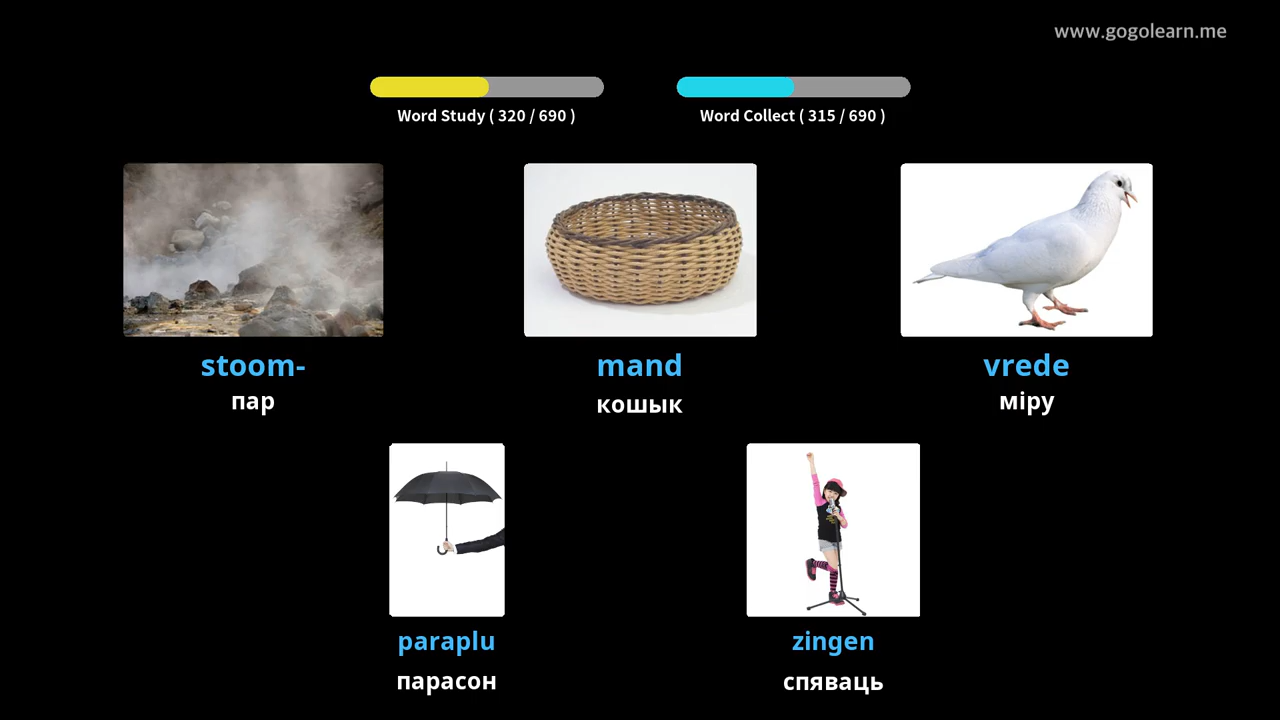 www.gogolearn.me
Word Study ( 320 / 690 )
Word Collect ( 315 / 690 )
stoom-
mand
vrede
пар
кошык
міру
paraplu
zingen
парасон
спяваць